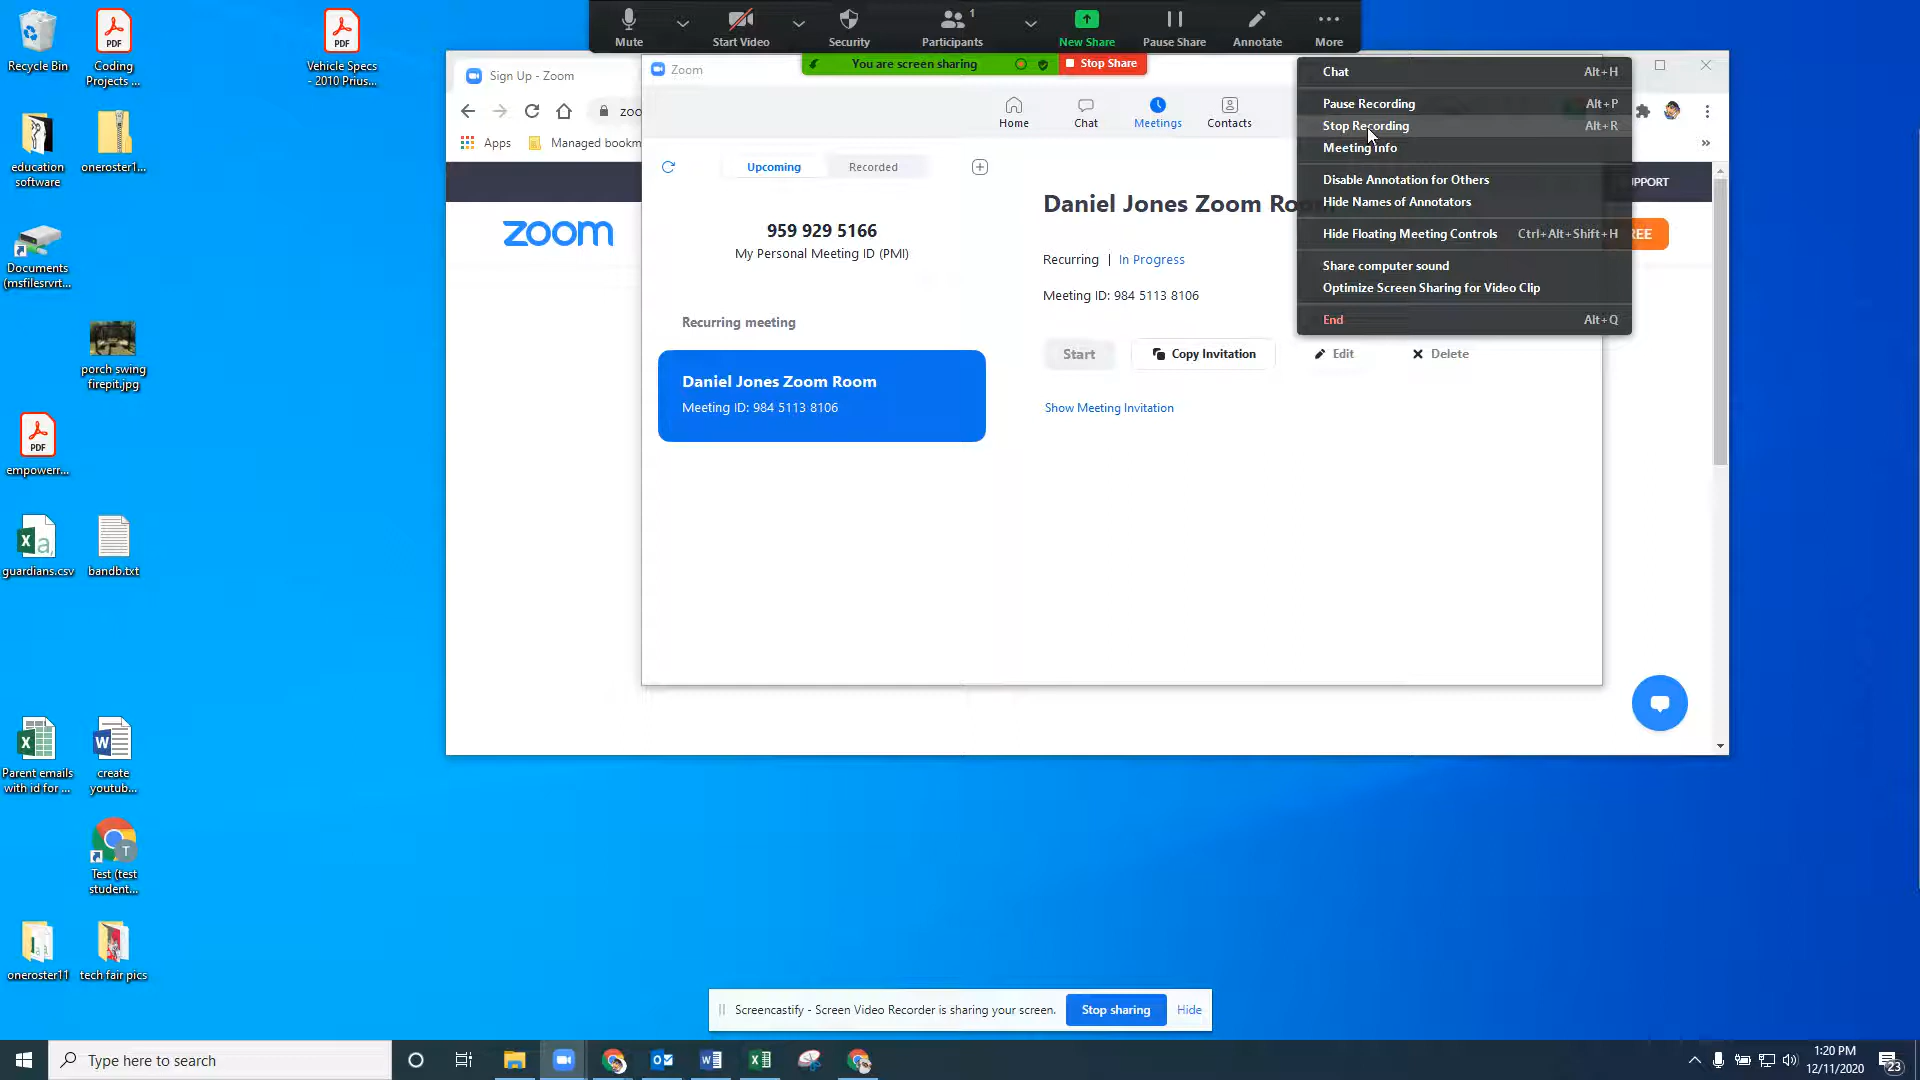 Mute
Start Video
Security
Participants
1
New Share
Pause Share
Annotate
More
You are screen sharing
Stop Share
Recycle Bin
PDF
Coding
Projects ...
PDF
Vehicle Specs
- 2010 Prius...
education
software
oneroster1...
Documents
(msfilesrvrt...
porch swing
firepit.jpg
PDF
empowerr...
guardians.csv
bandb.txt
Parent emails
with id for ...
create
youtub...
T
Test (test
student...
oneroster11
tech fair pics
Sign Up - Zoom
zoo
Apps
Managed bookm
zoom
UPPORT
REE
Zoom
Home
Chat
Meetings
Contacts
Upcoming
Recorded
959 929 5166
My Personal Meeting ID (PMI)
Recurring meeting
Daniel Jones Zoom Room
Meeting ID: 984 5113 8106
Daniel Jones Zoom Room
Recurring | In Progress
Meeting ID: 984 5113 8106
Start
Copy Invitation
Edit
Delete
Show Meeting Invitation
Chat Alt+H
Pause Recording Alt+P
Stop Recording Alt+R
Meeting Info
Disable Annotation for Others
Hide Names of Annotators
Hide Floating Meeting Controls Ctrl+Alt+Shift+H
Share computer sound
Optimize Screen Sharing for Video Clip
End Alt+Q
Screencastify - Screen Video Recorder is sharing your screen.
Stop sharing
Hide
Type here to search
1:20 PM
12/11/2020
23